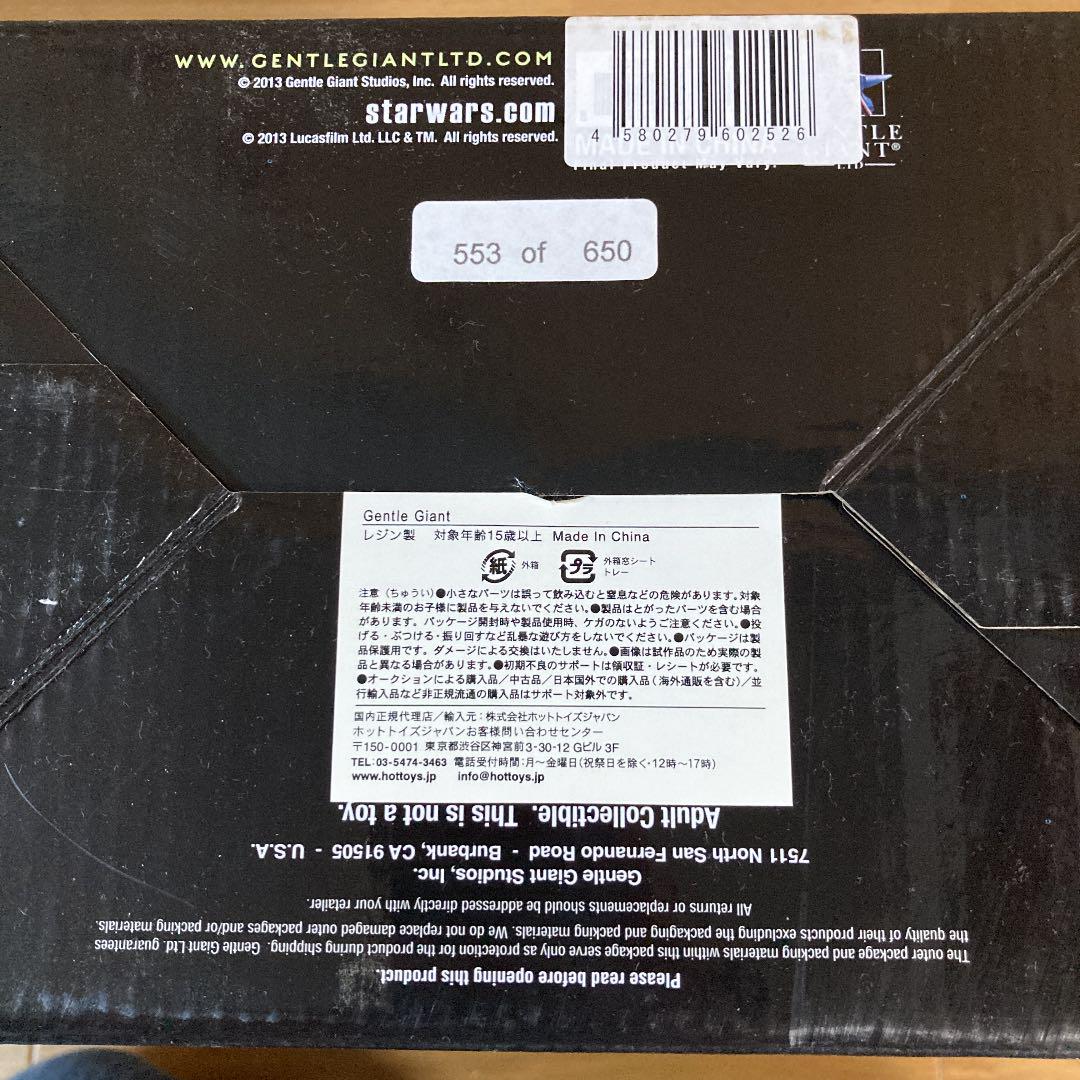 WWW.GENTLEGIANTLTD.COM
© 2013 Gentle Giant Studios, Inc. All rights reserved.
starwars.com
© 2013 Lucasfilm Ltd. LLC & TM. All rights reserved.
4 580279 602526
MADE IN CHINA
Final Product May Vary.
GIANT®
LTD
553 of 650
Gentle Giant
レジン製 対象年齢15歳以上 Made In China
紙 外箱 プラ 外箱窓シート
トレー
注意(ちゅうい)●小さなパーツは誤って飲み込むと窒息などの危険があります。対象
年齢未満のお子様に製品を与えないでください。●製品はとがったパーツを含む場合
があります。パッケージ開封時や製品使用時、ケガのないようご注意ください。●投
げる・ぶつける・振り回すなど乱暴な遊び方をしないでください。●パッケージは製
品保護用です。ダメージによる交換はいたしません。●画像は試作品のため実際の製
品と異なる場合があります。●初期不良のサポートは領収証・レシートが必要です。
●オークションによる購入品/中古品/日本国外での購入品(海外通販を含む)/並
行輸入品など非正規流通の購入品はサポート対象外です。
国内正規代理店/輸入元:株式会社ホットトイズジャパン
ホットトイズジャパンお客様問い合わせセンター
〒150-0001 東京都渋谷区神宮前3-30-12 Gビル 3F
TEL:03-5474-3463 電話受付時間:月~金曜日(祝祭日を除く・12時~17時)
www.hottoys.jp info@hottoys.jp
Please read before opening this product.
The outer package and packing materials within this package serve only as protection for the product during shipping. Gentle Giant Ltd. guarantees
the quality of their products excluding the packaging and packing materials. We do not replace damaged outer packages and/or packing materials.
All returns or replacements should be addressed directly with your retailer.
Gentle Giant Studios, Inc.
7511 North San Fernando Road - Burbank, CA 91505 - U.S.A.
Adult Collectible. This is not a toy.